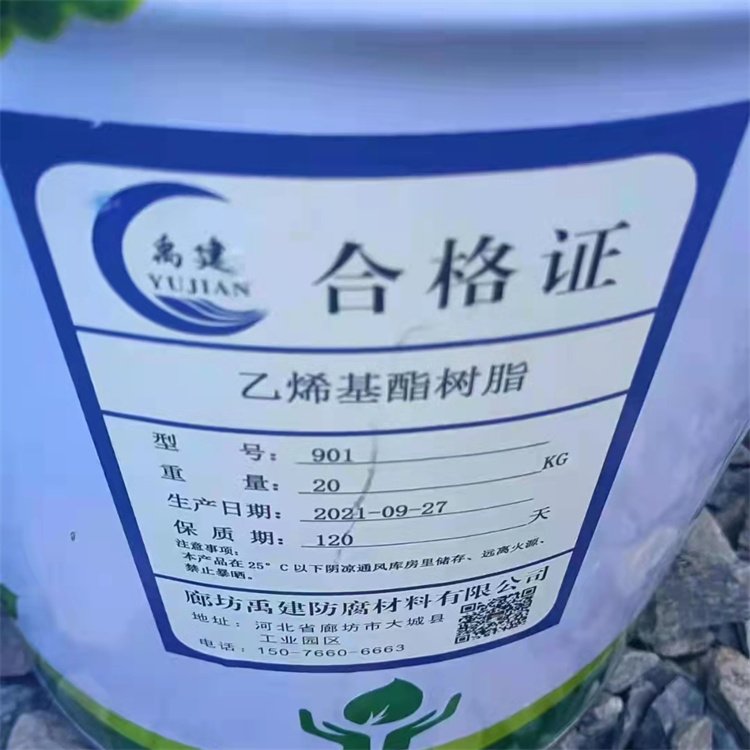 禹建
YUJIAN
合格证
乙烯基酯树脂
型号：901
重量：20KG
生产日期：2021-09-27
保质期：120天
注意事项：
本产品在25°C以下阴凉通风库房里储存、远离火源、
禁止暴晒。
廊坊禹建防腐材料有限公司
地址：河北省廊坊市大城县
工业园区
电话：150-7660-6663